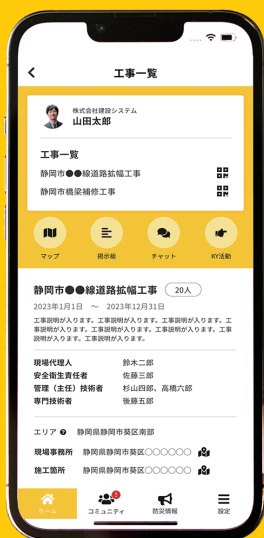 工事一覧
株式会社建設システム
山田太郎
工事一覧
静岡市●●線道路拡幅工事
静岡市橋梁補修工事
マップ
掲示板
チャット
KY活動
静岡市●●線道路拡幅工事 20人
2023年1月1日 ～ 2023年12月31日
工事説明が入ります。工事説明が入ります。工事説明が入ります。工
事説明が入ります。工事説明が入ります。工事説明が入ります。工事
説明が入ります。工事説明が入ります。
現場代理人 鈴木二郎
安全衛生責任者 佐藤三郎
管理（主任）技術者 杉山四郎、高橋六郎
専門技術者 後藤五郎
エリア 静岡県静岡市葵区南部
現場事務所 静岡県静岡市葵区○○○○○○
施工箇所 静岡県静岡市葵区○○○○○○
ホーム
コミュニティ
防災情報
設定